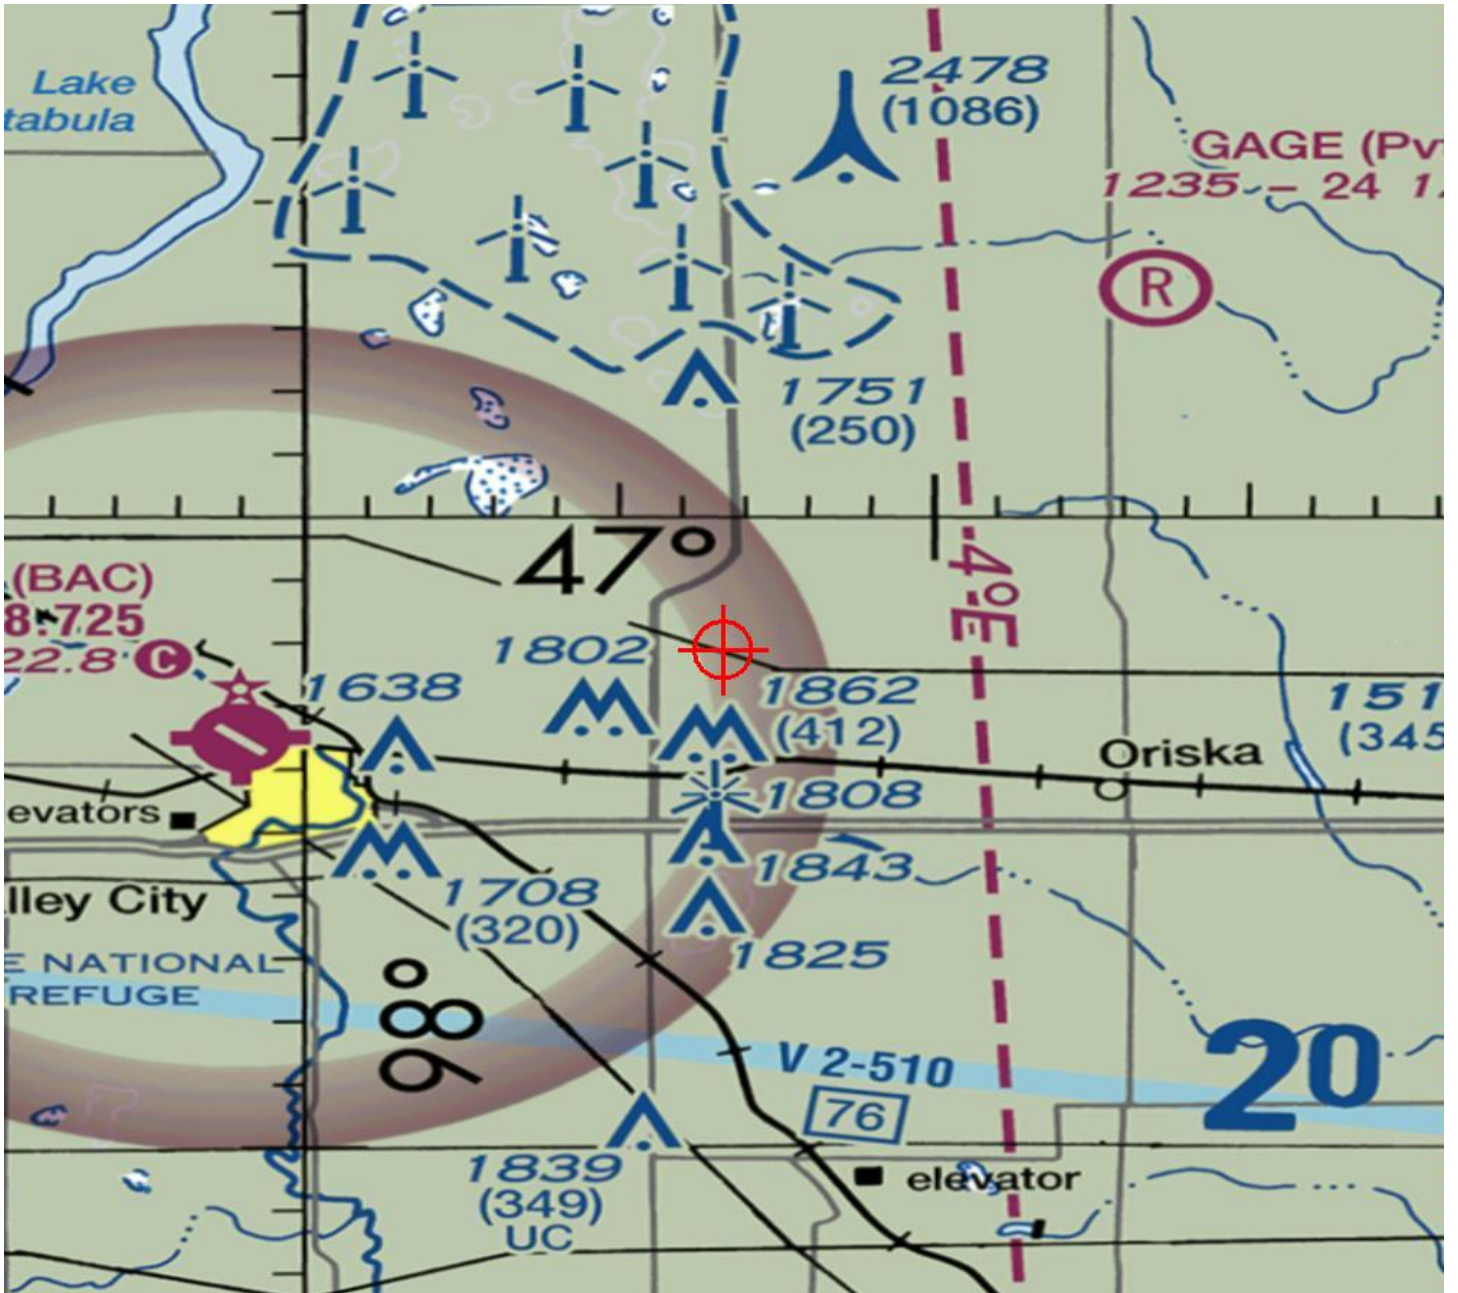 Lake
tabula
2478
(1086)
GAGE (Pv
1235 - 24 1
R
1751
(250)
47°
4°E
(BAC)
8.725
22.8
C
1802
1638
1862
(412)
151
(345
Oriska
1808
evators
1843
lley City
1708
(320)
1825
E NATIONAL
REFUGE
98°
V 2-510
76
20
1839
(349)
UC
elevator